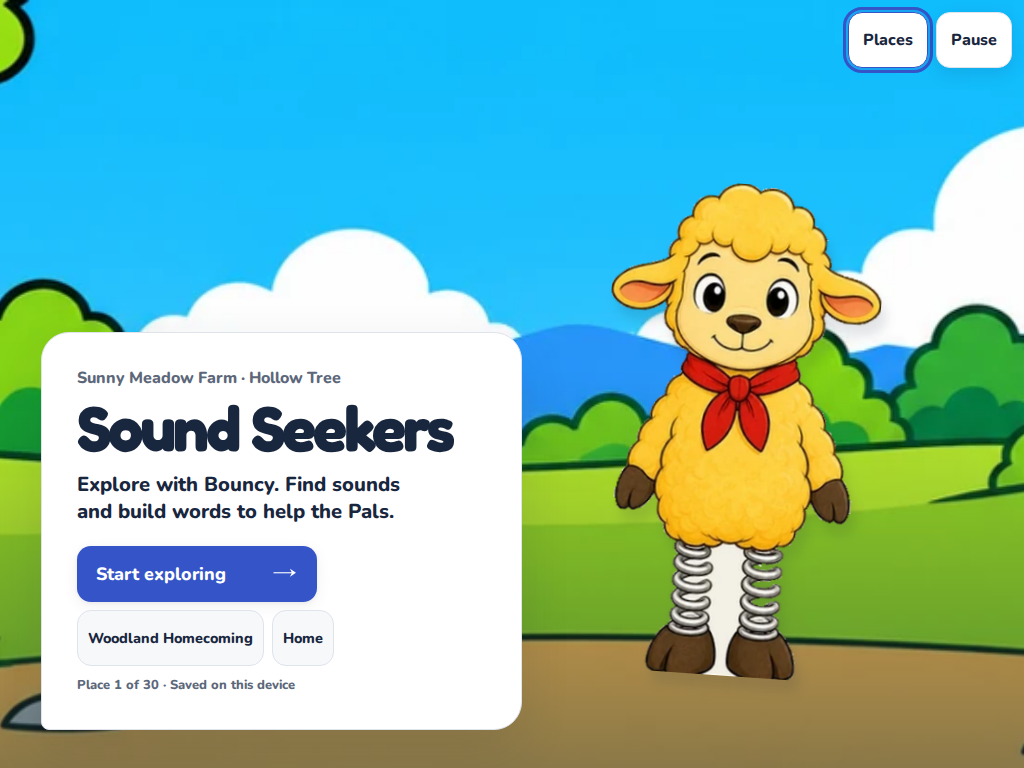 Places
Pause
Sunny Meadow Farm · Hollow Tree
Sound Seekers
Explore with Bouncy. Find sounds
and build words to help the Pals.
Start exploring →
Woodland Homecoming
Home
Place 1 of 30 · Saved on this device